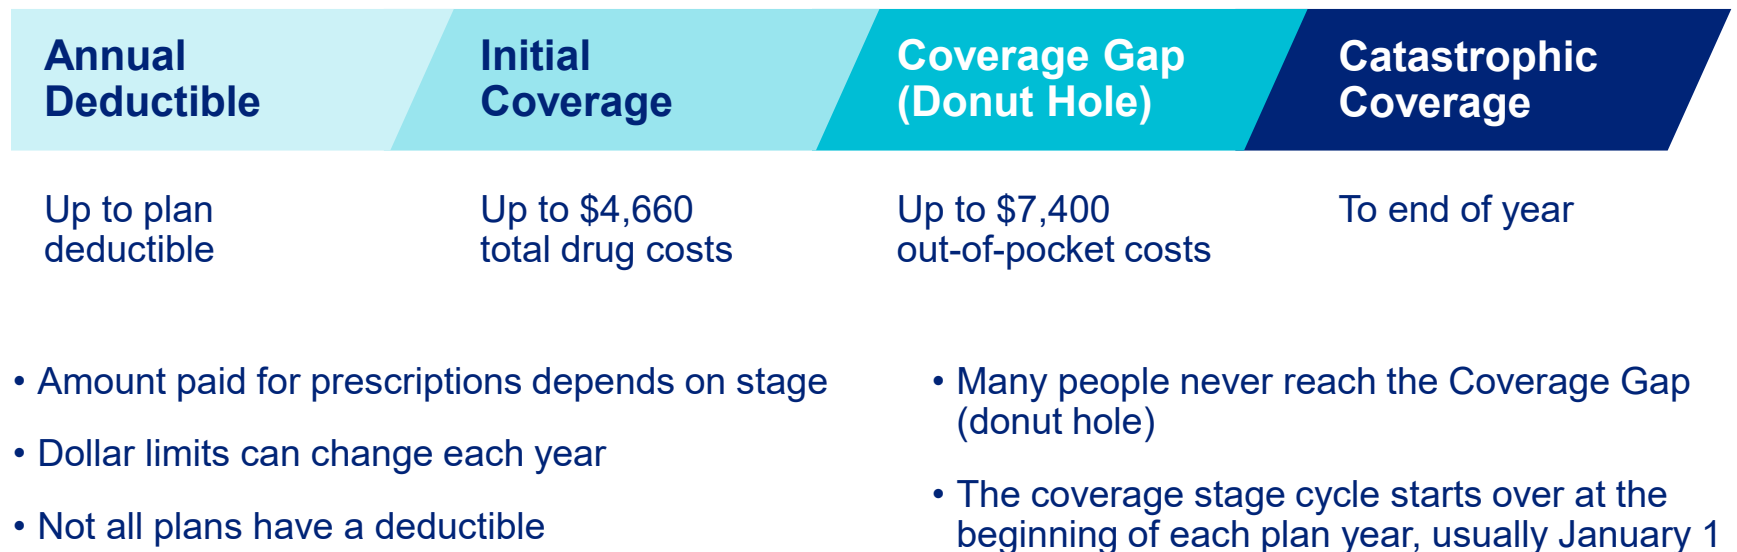 Annual
Deductible
Initial
Coverage
Coverage Gap
(Donut Hole)
Catastrophic
Coverage
Up to plan
deductible
Up to $4,660
total drug costs
Up to $7,400
out-of-pocket costs
To end of year
• Amount paid for prescriptions depends on stage
• Dollar limits can change each year
• Not all plans have a deductible
• Many people never reach the Coverage Gap
(donut hole)
• The coverage stage cycle starts over at the
beginning of each plan year, usually January 1